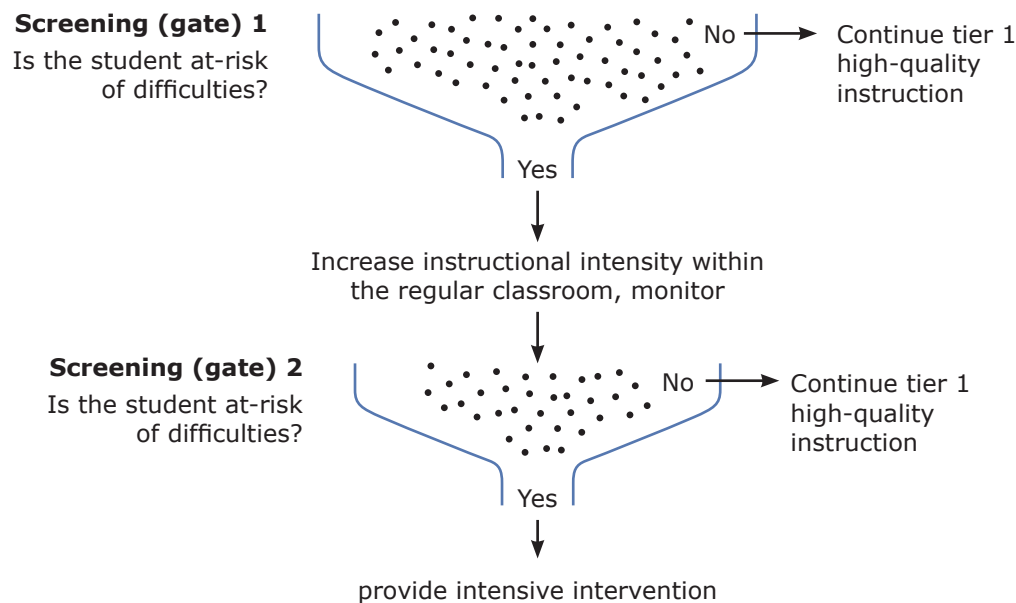 Screening (gate) 1
Is the student at-risk
of difficulties?
No
Continue tier 1
high-quality
instruction
Yes
Increase instructional intensity within
the regular classroom, monitor
Screening (gate) 2
Is the student at-risk
of difficulties?
No
Continue tier 1
high-quality
instruction
Yes
provide intensive intervention